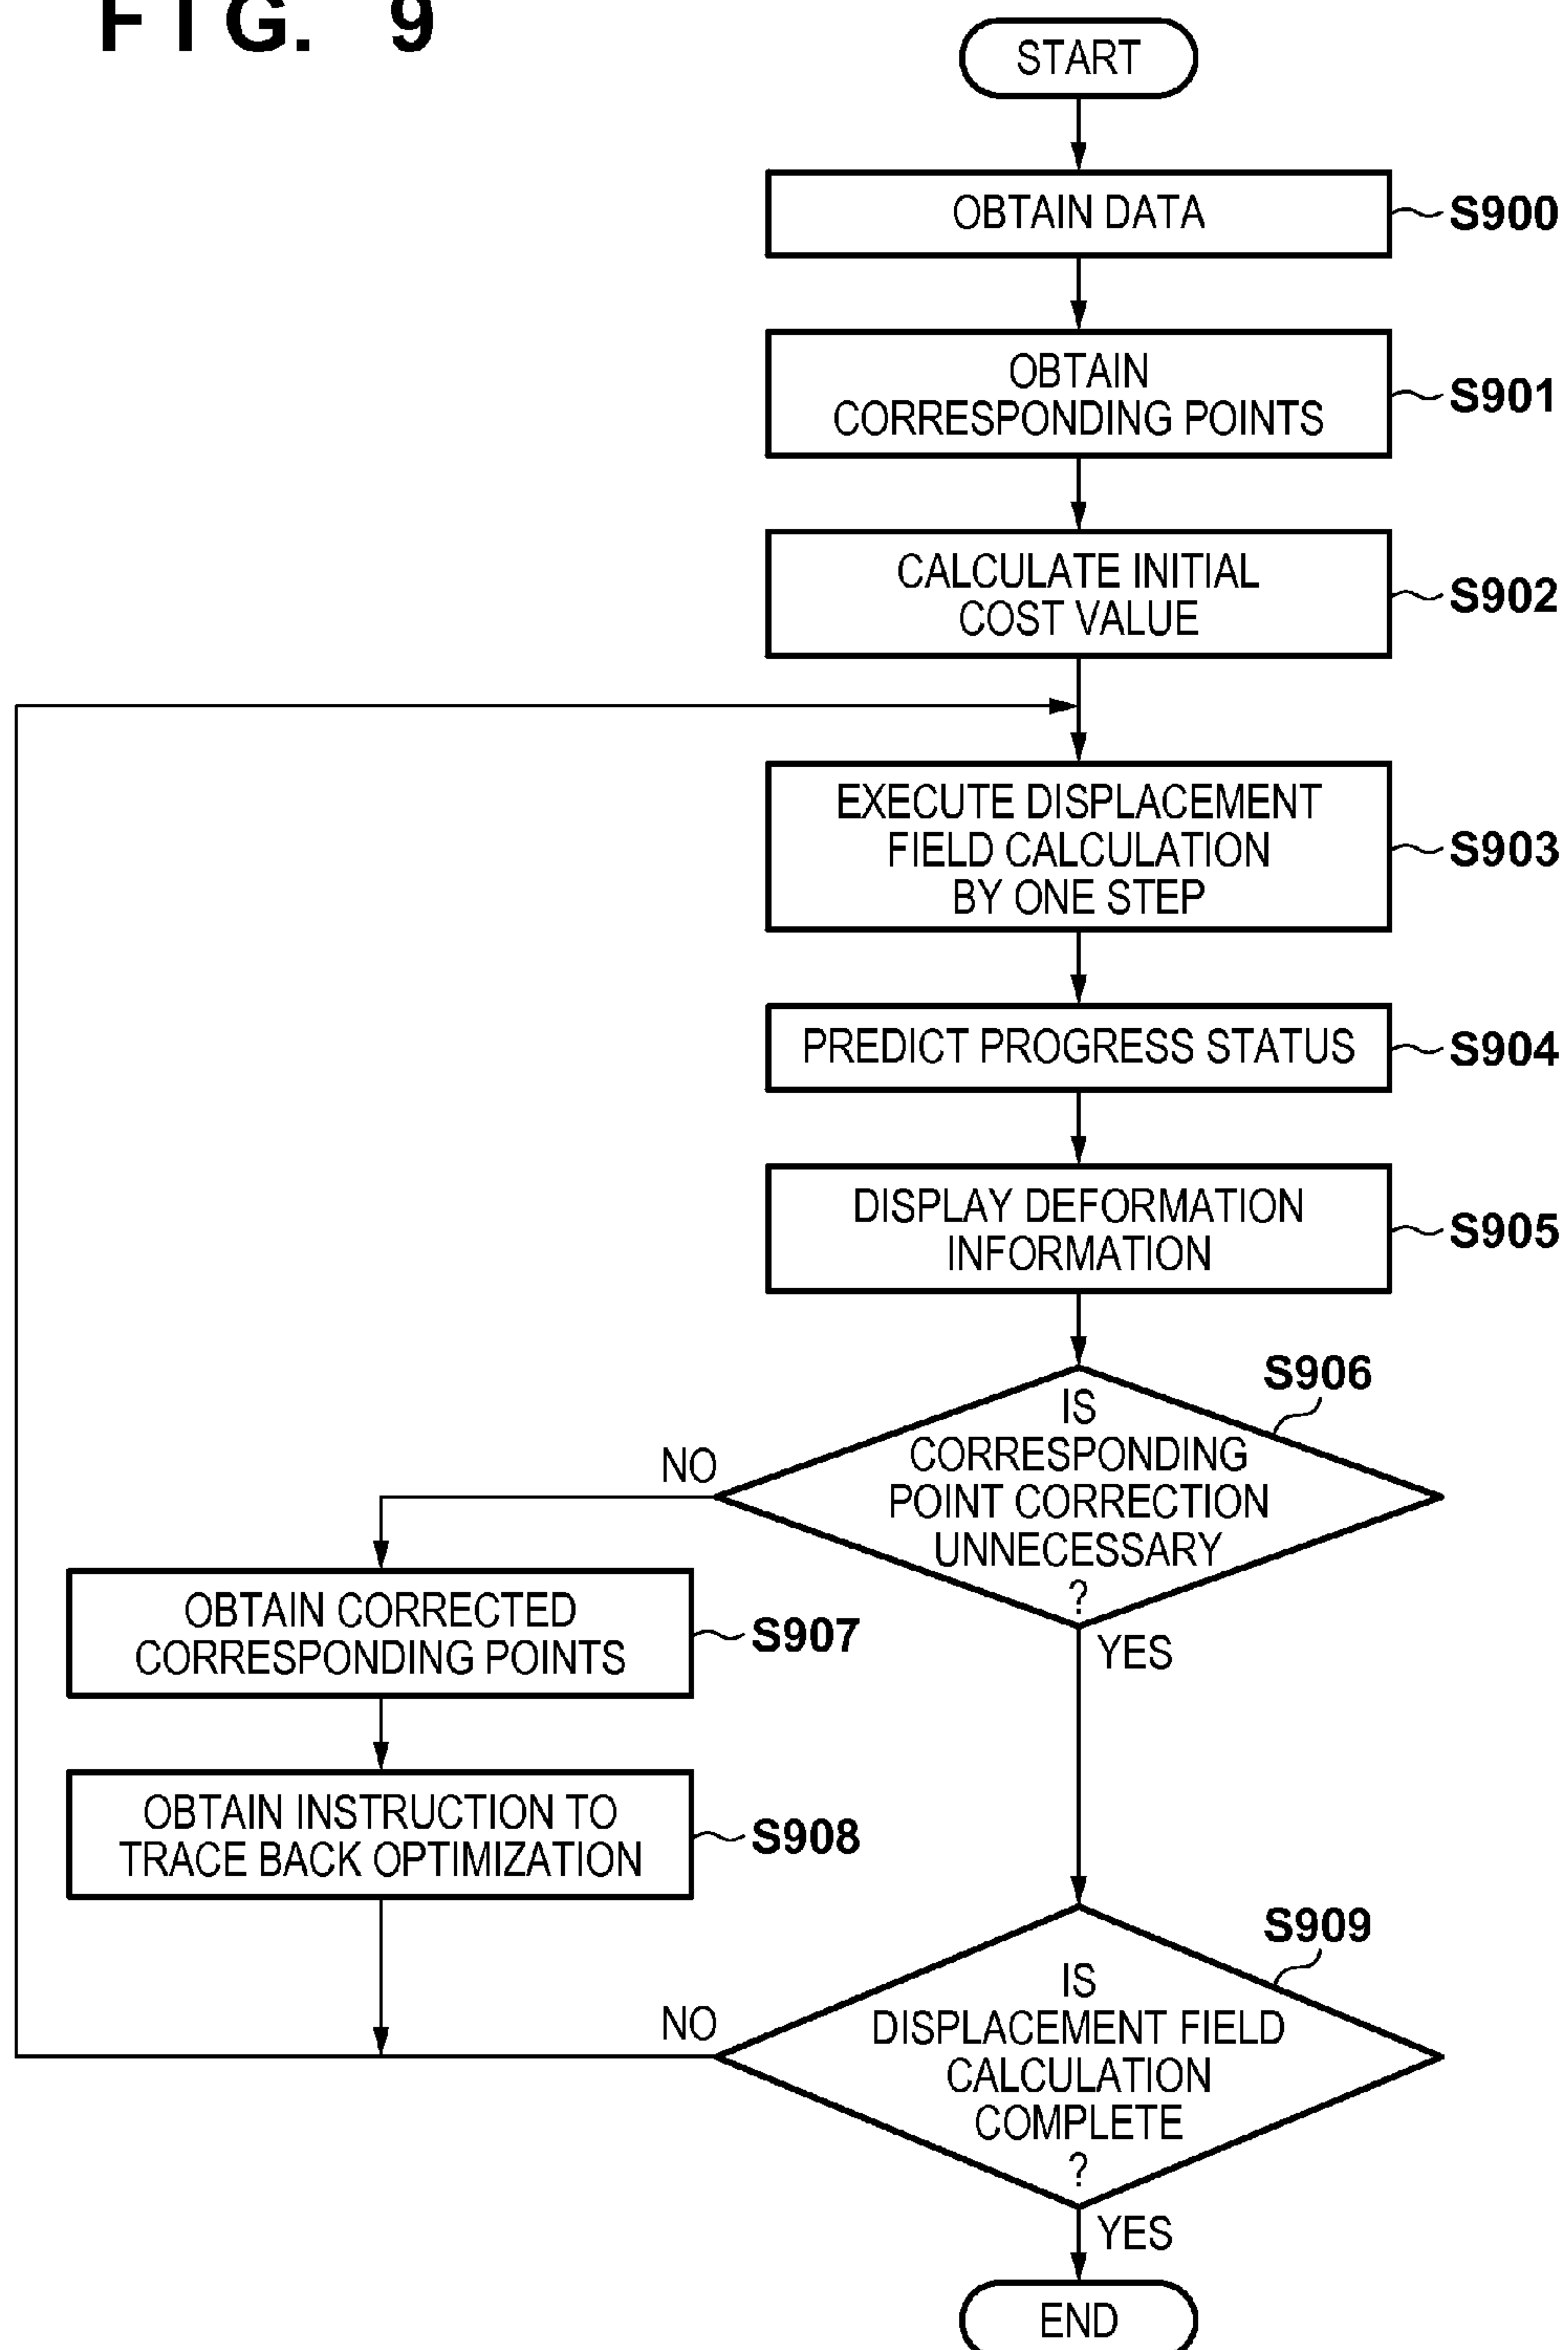 FIG. 9
START
OBTAIN DATA
S900
OBTAIN
CORRESPONDING POINTS
S901
CALCULATE INITIAL
COST VALUE
S902
EXECUTE DISPLACEMENT
FIELD CALCULATION
BY ONE STEP
S903
PREDICT PROGRESS STATUS
S904
DISPLAY DEFORMATION
INFORMATION
S905
S906
IS
CORRESPONDING
POINT CORRECTION
UNNECESSARY
?
NO
YES
OBTAIN CORRECTED
CORRESPONDING POINTS
S907
OBTAIN INSTRUCTION TO
TRACE BACK OPTIMIZATION
S908
S909
IS
DISPLACEMENT FIELD
CALCULATION
COMPLETE
?
NO
YES
END